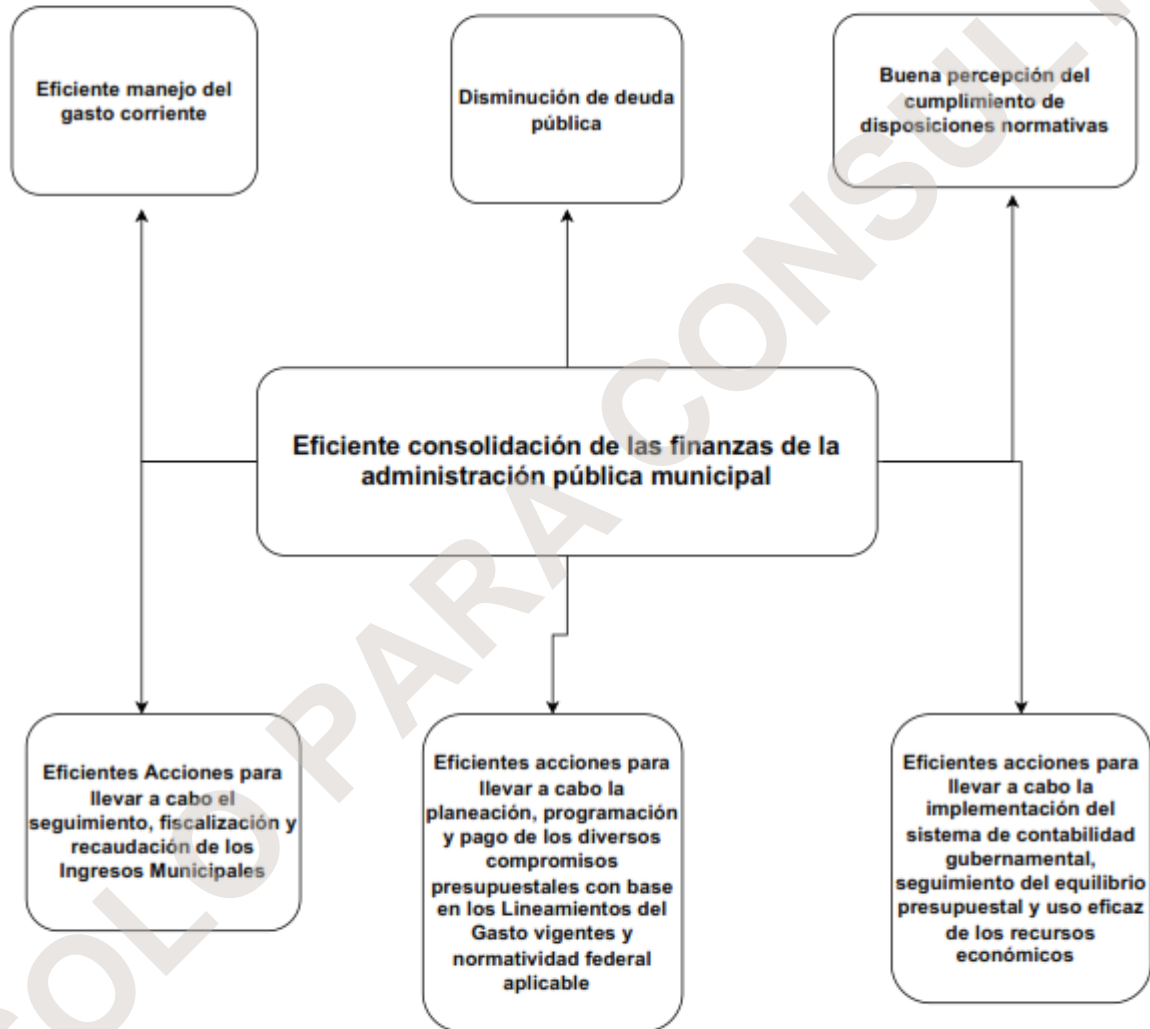 Eficiente manejo del
gasto corriente
Disminución de deuda
pública
Buena percepción del
cumplimiento de
disposiciones normativas
Eficiente consolidación de las finanzas de la
administración pública municipal
Eficientes Acciones para
llevar a cabo el
seguimiento, fiscalización y
recaudación de los
Ingresos Municipales
Eficientes acciones para
llevar a cabo la
planeación, programación
y pago de los diversos
compromisos
presupuestales con base
en los Lineamientos del
Gasto vigentes y
normatividad federal
aplicable
Eficientes acciones para
llevar a cabo la
implementación del
sistema de contabilidad
gubernamental,
seguimiento del equilibrio
presupuestal y uso eficaz
de los recursos
económicos
SOLO PARA CONSUL